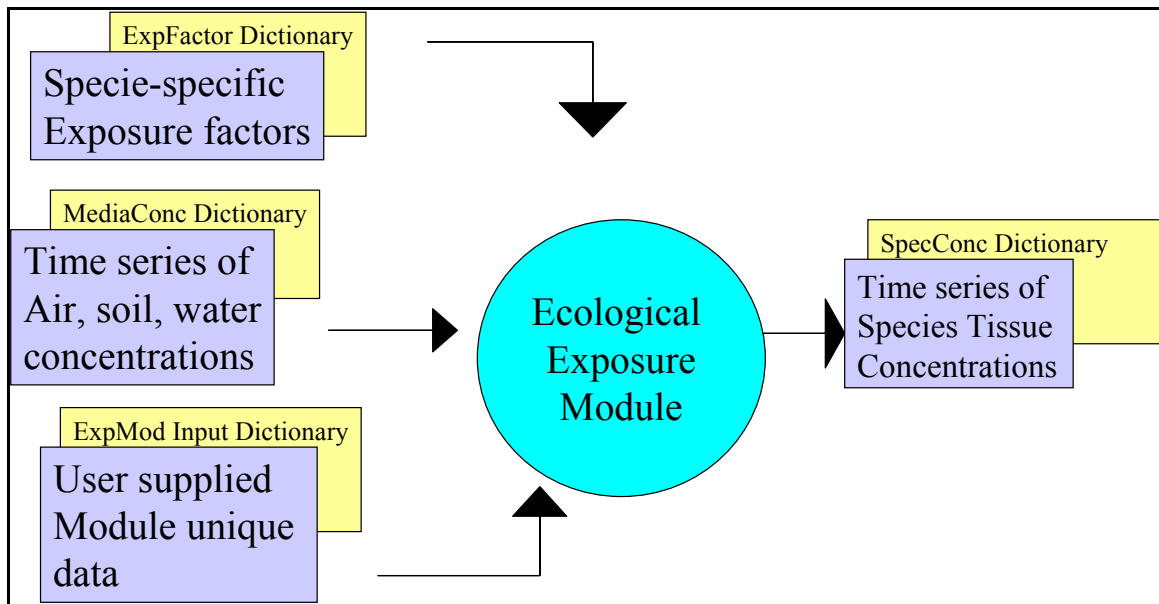 ExpFactor Dictionary
Specie-specific
Exposure factors
MediaConc Dictionary
Time series of
Air, soil, water
concentrations
ExpMod Input Dictionary
User supplied
Module unique
data
Ecological
Exposure
Module
SpecConc Dictionary
Time series of
Species Tissue
Concentrations